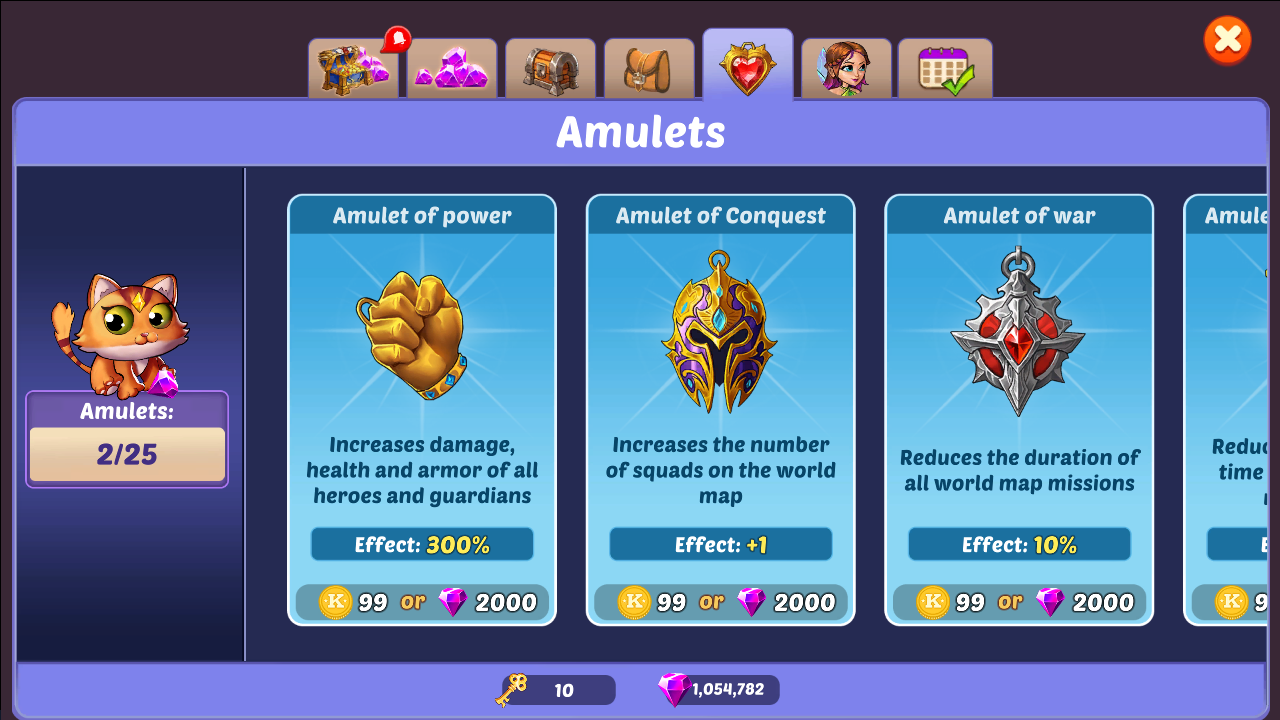 Amulets
Amulets:
2/25
Amulet of power
Increases damage,
health and armor of all
heroes and guardians
Effect: 300%
K 99 or 2000
Amulet of Conquest
Increases the number
of squads on the world
map
Effect: +1
K 99 or 2000
Amulet of war
Reduces the duration of
all world map missions
Effect: 10%
K 99 or 2000
time
K 9
10
1,054,782